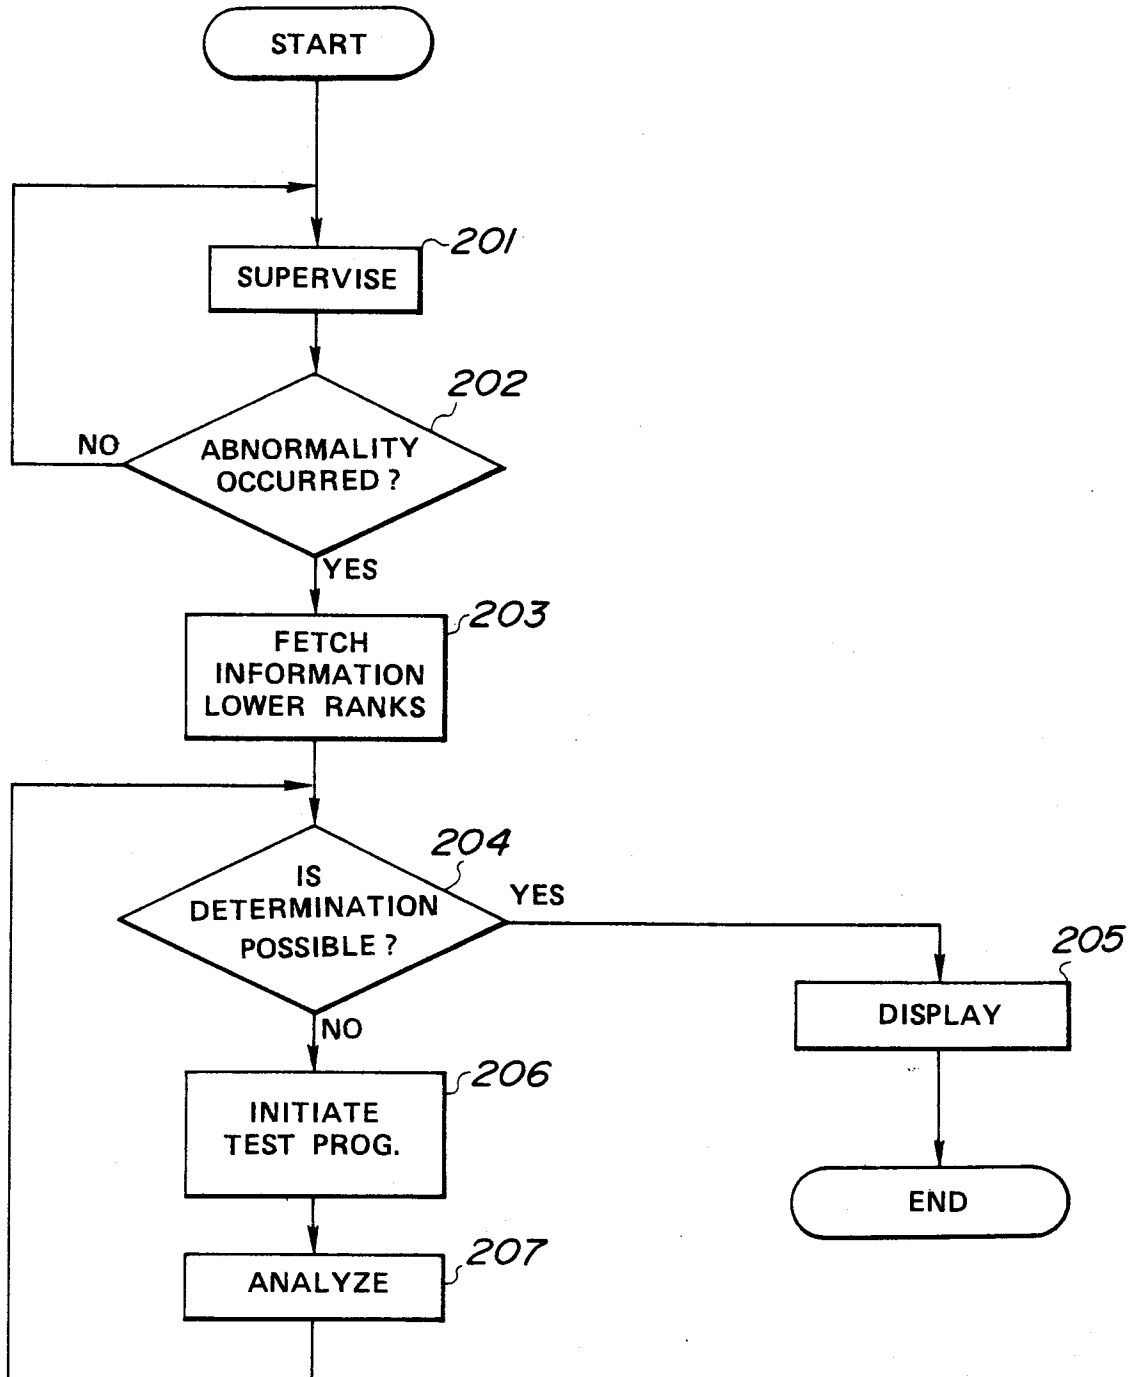 START
201
SUPERVISE
202
NO
ABNORMALITY
OCCURRED ?
YES
203
FETCH
INFORMATION
LOWER RANKS
204
IS
DETERMINATION
POSSIBLE ?
YES
205
DISPLAY
NO
206
INITIATE
TEST PROG.
END
207
ANALYZE